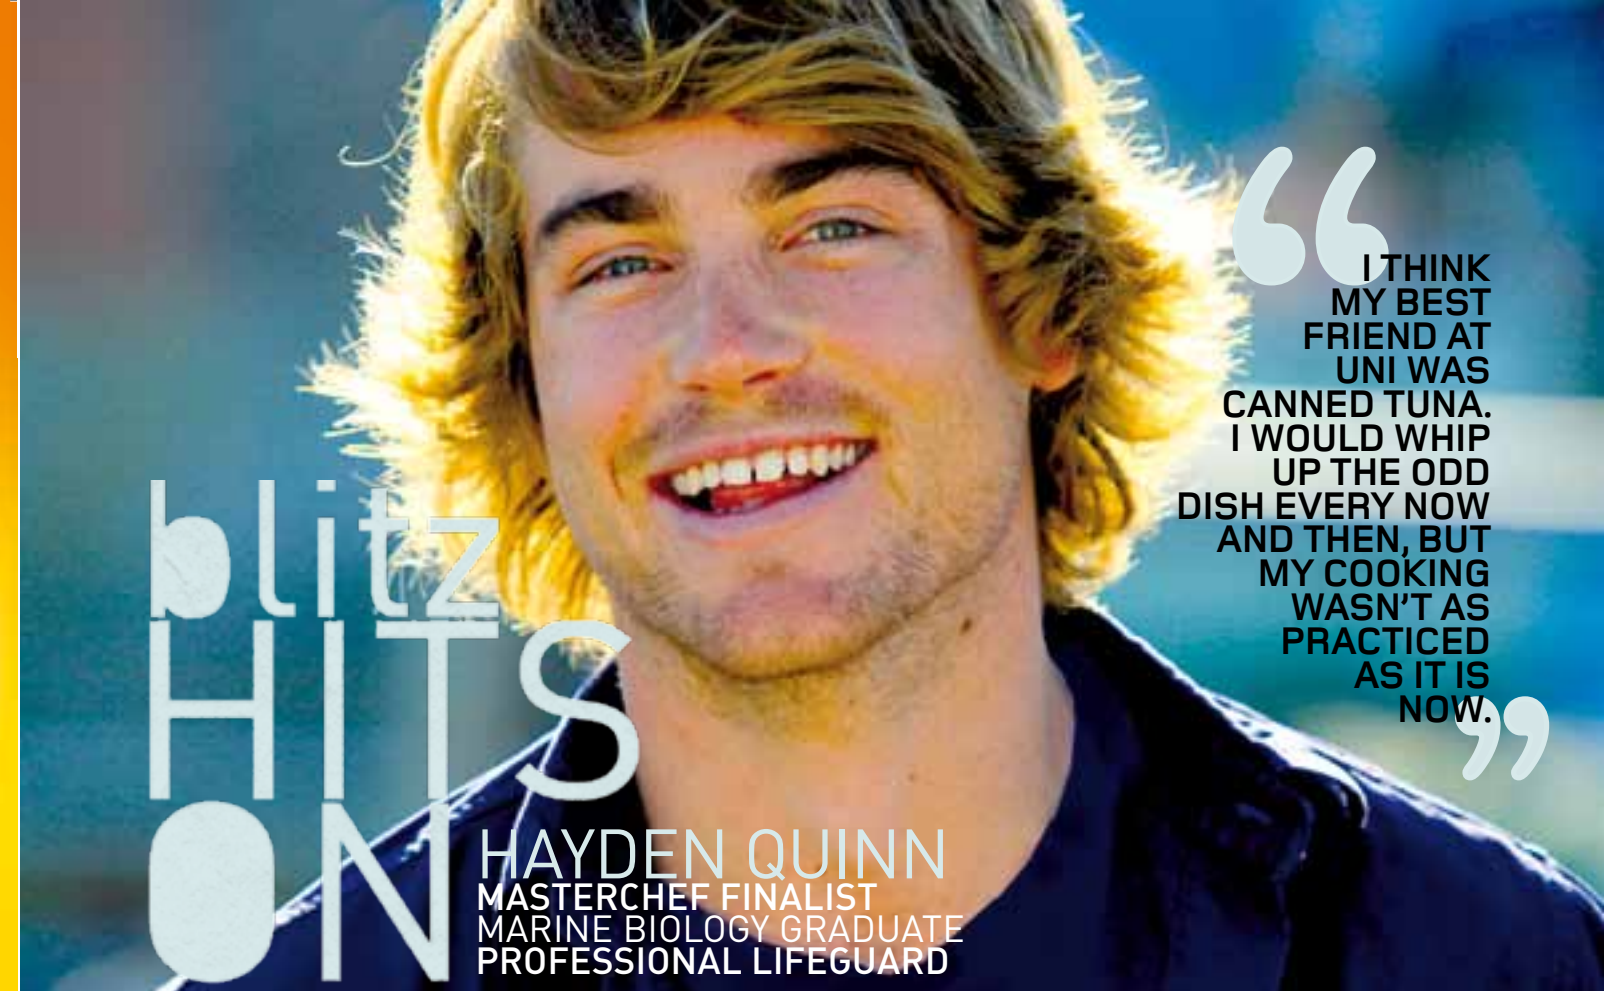 blitz
HITS
ON
HAYDEN QUINN
MASTERCHEF FINALIST
MARINE BIOLOGY GRADUATE
PROFESSIONAL LIFEGUARD
“
I THINK
MY BEST
FRIEND AT
UNI WAS
CANNED TUNA.
I WOULD WHIP
UP THE ODD
DISH EVERY NOW
AND THEN, BUT
MY COOKING
WASN'T AS
PRACTICED
AS IT IS
NOW.
”